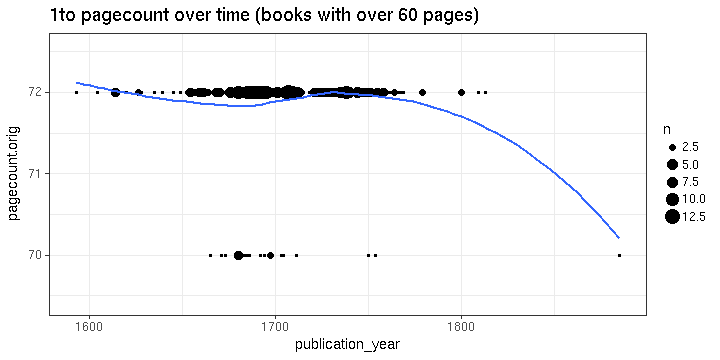 1to pagecount over time (books with over 60 pages)
72
71
70
pagecount.orig
1600
1700
1800
publication_year
n
2.5
5.0
7.5
10.0
12.5